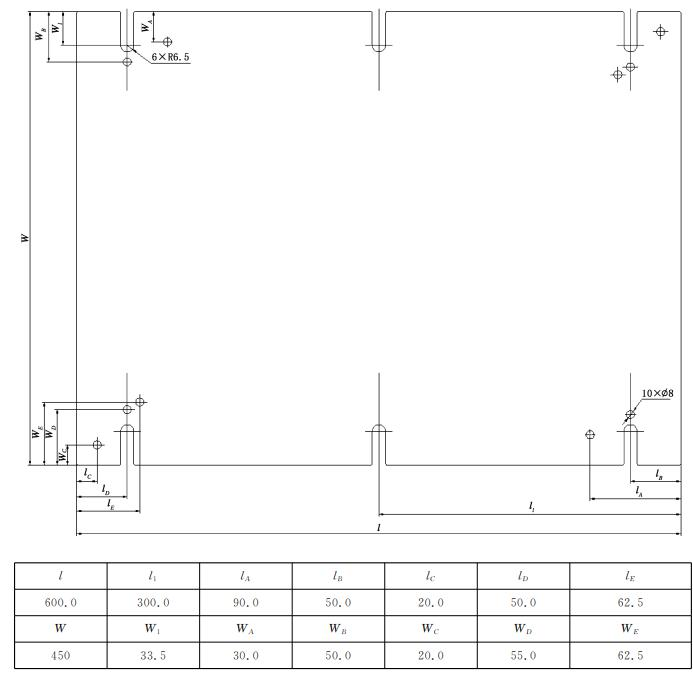 W_B
W_1
W_A
6×R6.5
W
10×Ø8
W_E
W_D
W_C
l_C
l_D
l_E
l_B
l_A
l_1
l
l l_1 l_A l_B l_C l_D l_E
600.0 300.0 90.0 50.0 20.0 50.0 62.5
W W_1 W_A W_B W_C W_D W_E
450 33.5 30.0 50.0 20.0 55.0 62.5